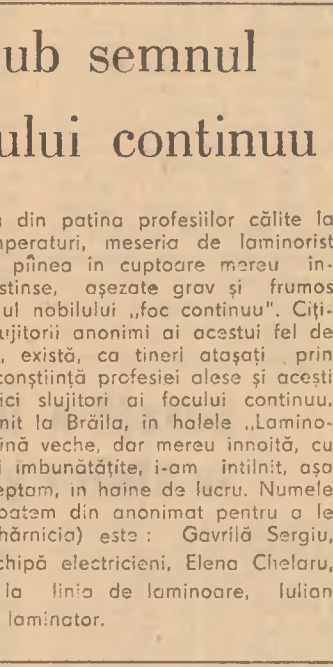 ub semnul
ului continuu
din patina profesiilor călite la
mperaturi, meseria de laminorist
pîinea în cuptoare mereu în-
stinse, așezate grav și frumos
ul nobilului „foc continuu". Citi-
ujitorii anonimi ai acestui fel de
, există, ca tineri atașați prin
conștiință profesiei alese și acești
ici slujitori ai focului continuu.
nit la Brăila, în halele „Lamino-
ină veche, dar mereu înnoită, cu
i îmbunătățite, i-am întîlnit, așa
eptam, în haine de lucru. Numele
oatem din anonimat pentru a le
hărnicia) este : Gavrilă Sergiu,
chipă electricieni, Elena Chelaru,
la linia de laminoare, Iulian
laminator.